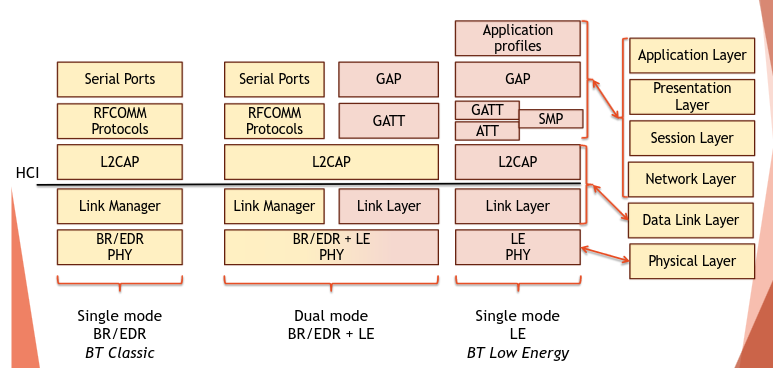 Application
profiles
Application Layer
Serial Ports
Serial Ports
GAP
GAP
Presentation
Layer
RFCOMM
Protocols
RFCOMM
Protocols
GATT
GATT
SMP
ATT
Session Layer
L2CAP
L2CAP
L2CAP
HCI
Network Layer
Link Manager
Link Manager
Link Layer
Link Layer
Data Link Layer
BR/EDR
PHY
BR/EDR + LE
PHY
LE
PHY
Physical Layer
Single mode
BR/EDR
BT Classic
Dual mode
BR/EDR + LE
Single mode
LE
BT Low Energy